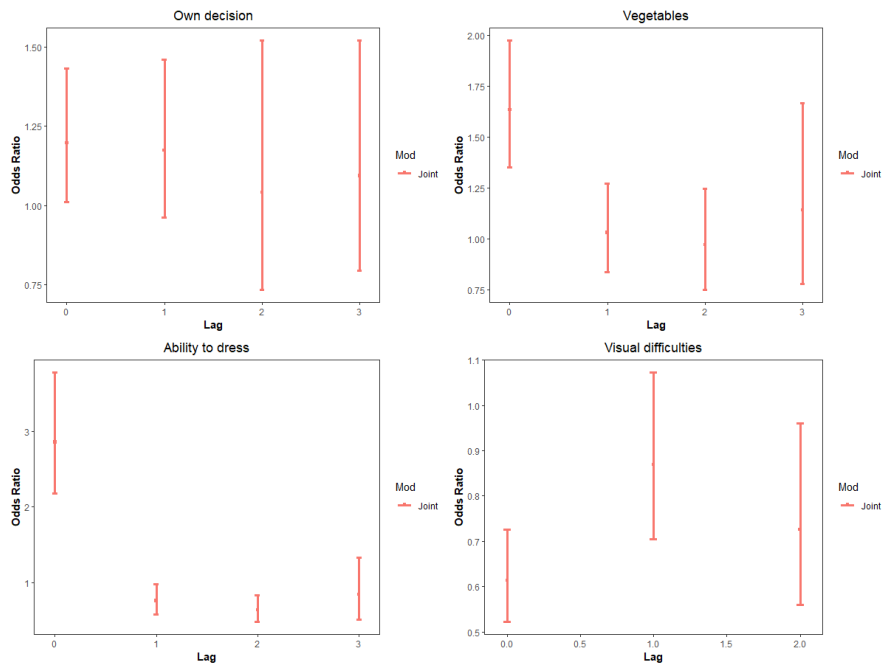 Own decision
Odds Ratio
1.50
1.25
1.00
0.75
0 1 2 3
Lag
Mod
Joint
Vegetables
Odds Ratio
2.00
1.75
1.50
1.25
1.00
0.75
0 1 2 3
Lag
Mod
Joint
Ability to dress
Odds Ratio
3
2
1
0 1 2 3
Lag
Mod
Joint
Visual difficulties
Odds Ratio
1.1
1.0
0.9
0.8
0.7
0.6
0.5
0.0 0.5 1.0 1.5 2.0
Lag
Mod
Joint